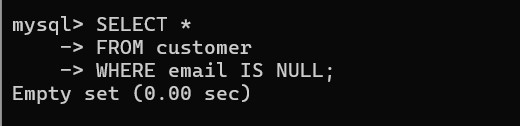 mysql> SELECT *
    -> FROM customer
    -> WHERE email IS NULL;
Empty set (0.00 sec)